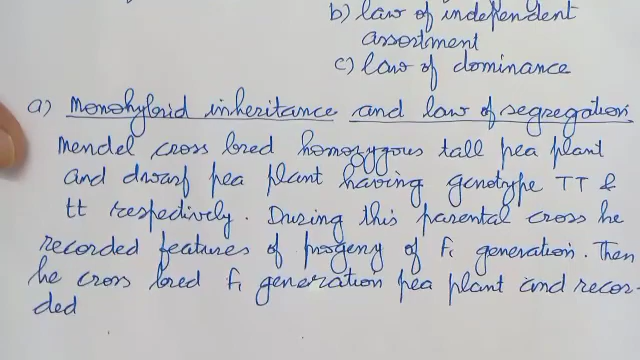 b) law of independent
assortment
c) law of dominance
a) Monohybrid inheritance and law of segregation
Mendel cross bred homozygous tall pea plant
and dwarf pea plant having genotype TT &
tt respectively. During this parental cross he
recorded features of progeny of F1 generation. Then
he cross bred F1 generation pea plant and recor-
ded